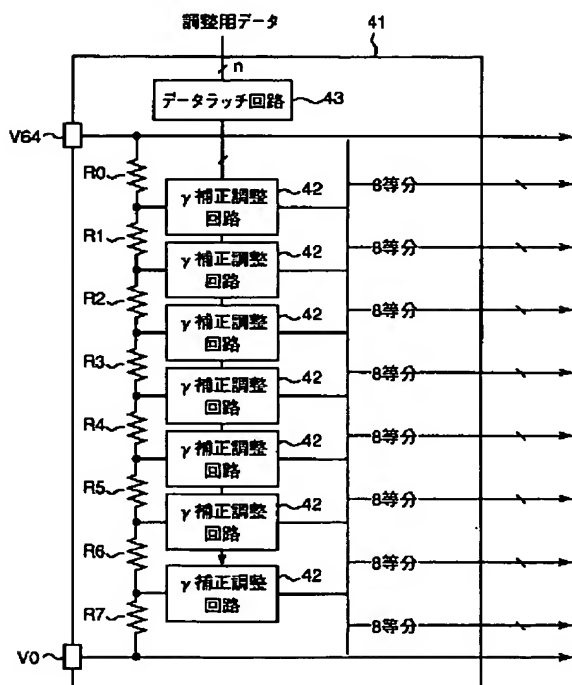 調整用データ
41
n
データラッチ回路
43
V64
R0
γ補正調整
回路
42
8等分
R1
γ補正調整
回路
42
8等分
R2
γ補正調整
回路
42
8等分
R3
γ補正調整
回路
42
8等分
R4
γ補正調整
回路
42
8等分
R5
γ補正調整
回路
42
8等分
R6
γ補正調整
回路
42
8等分
R7
8等分
V0